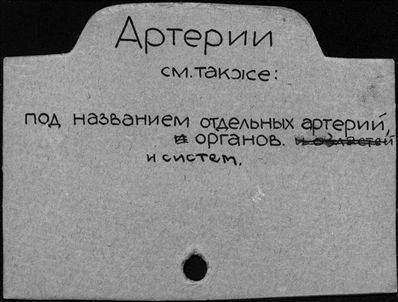 Артерии
см. также:
под названием отдельных артерий,
органов.
и систем.